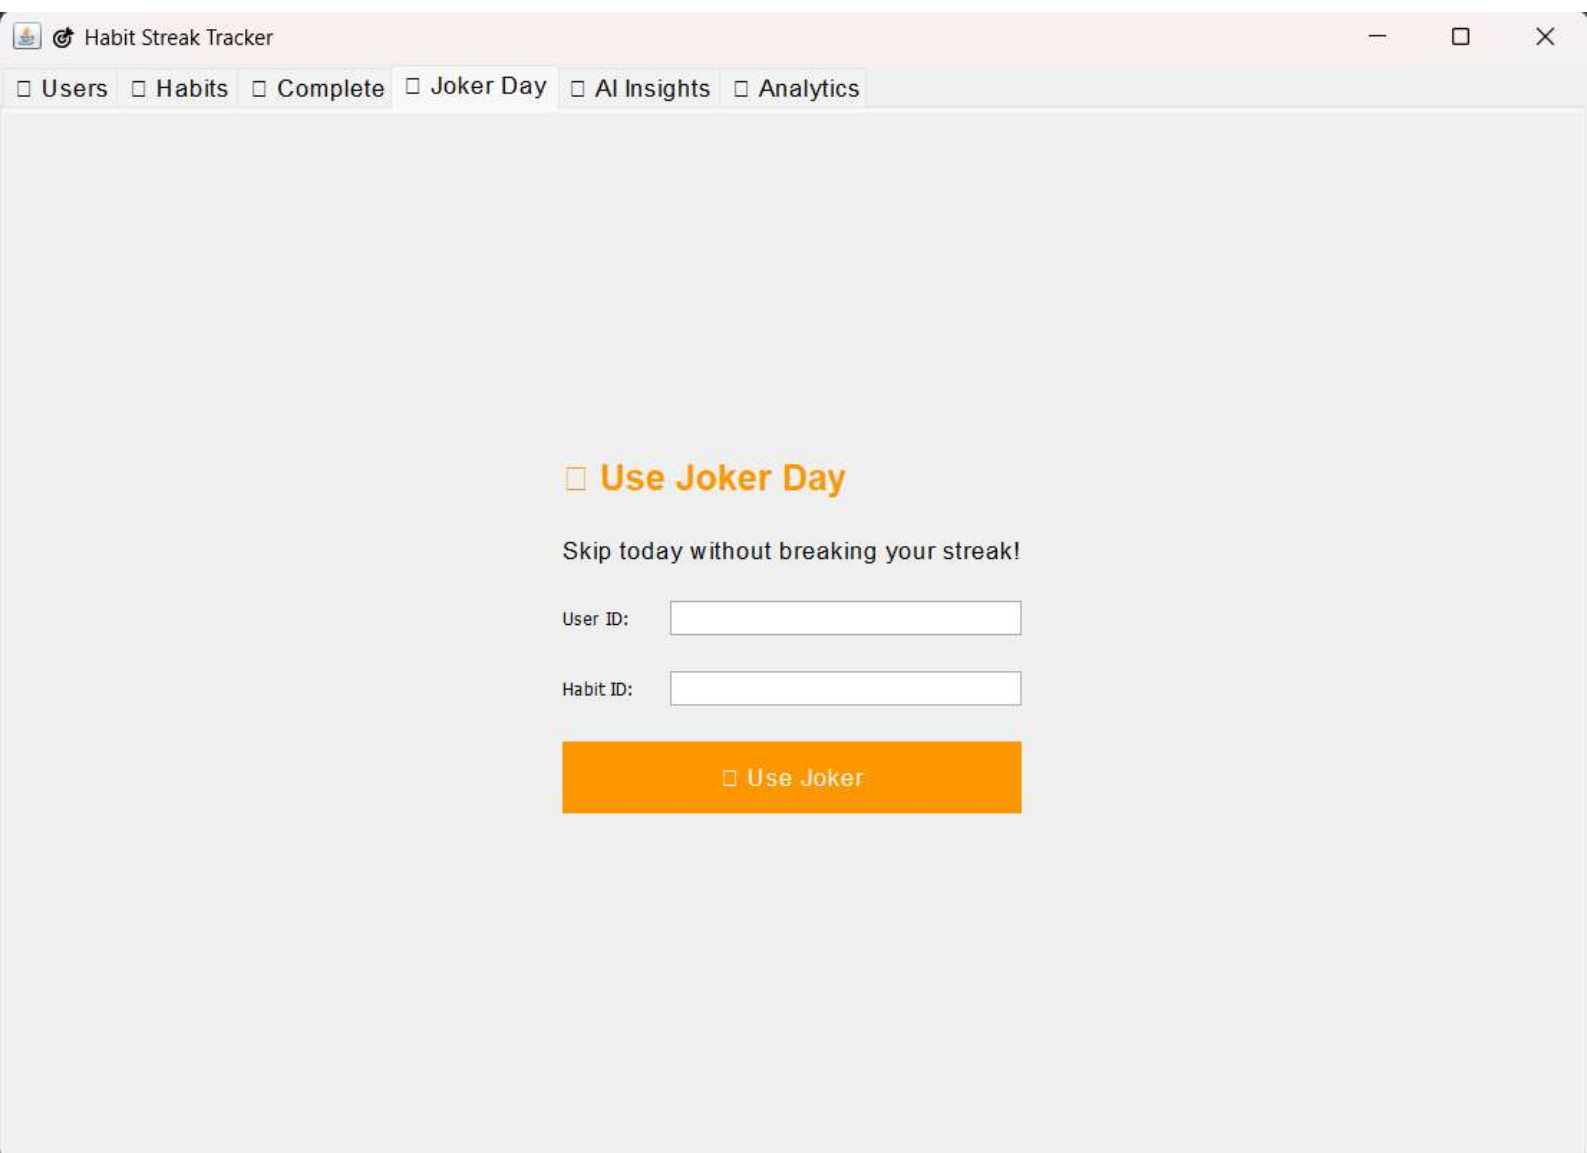 Habit Streak Tracker
Users Habits Complete Joker Day AI Insights Analytics
Use Joker Day
Skip today without breaking your streak!
User ID:
Habit ID:
Use Joker